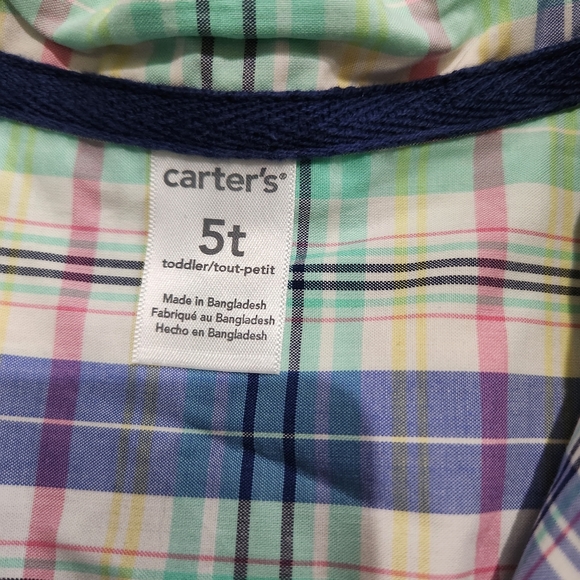 carter's®
5t
toddler/tout-petit
Made in Bangladesh
Fabriqué au Bangladesh
Hecho en Bangladesh